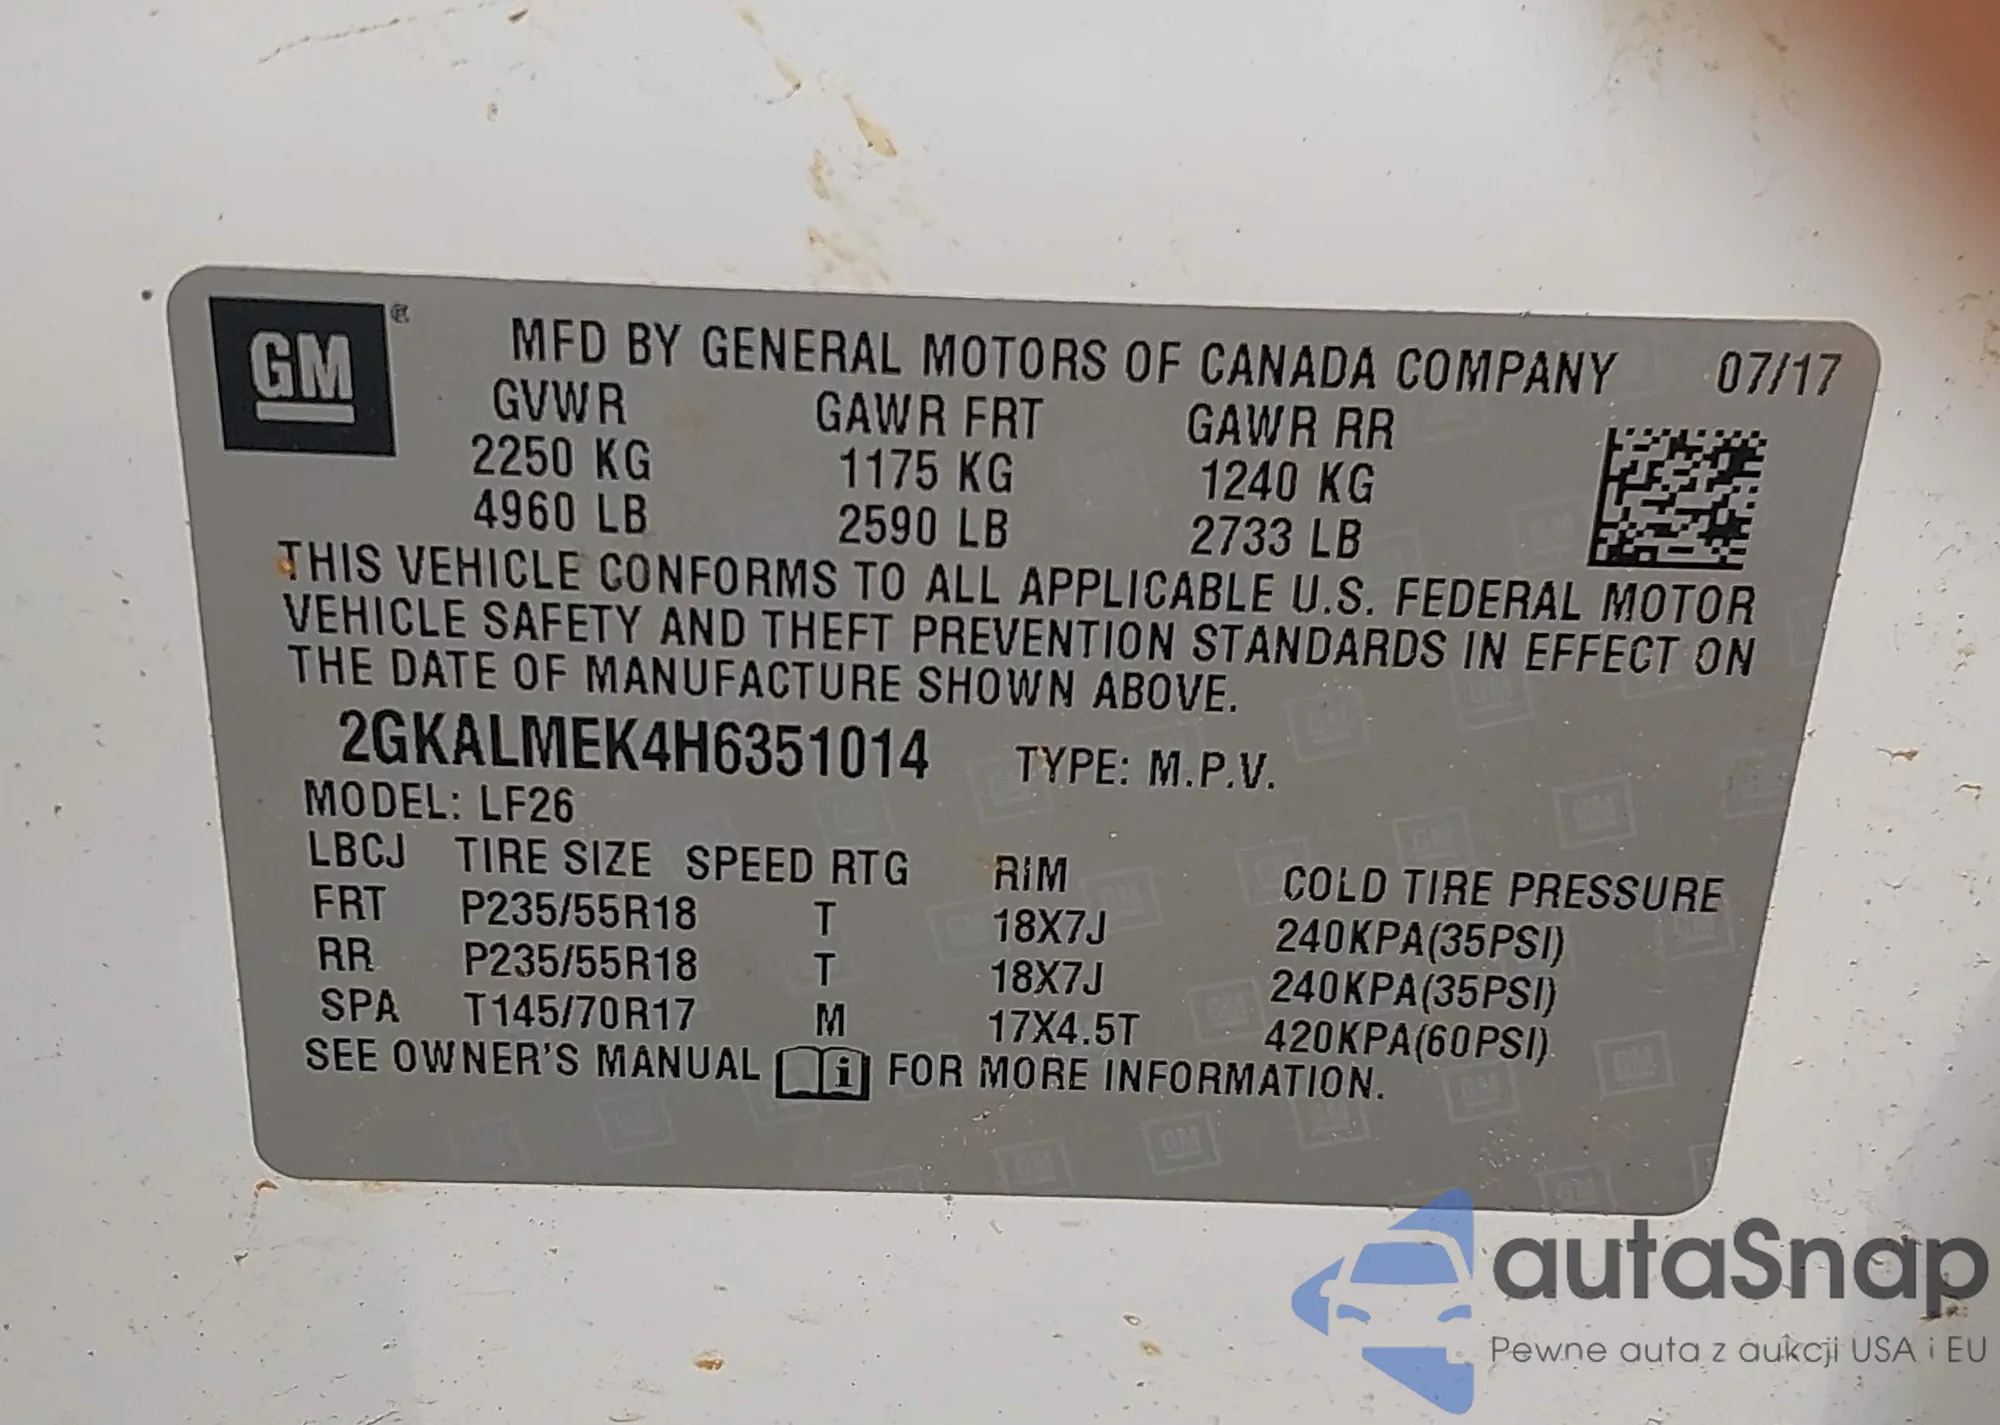 GM®
MFD BY GENERAL MOTORS OF CANADA COMPANY 07/17
GVWR GAWR FRT GAWR RR
2250 KG 1175 KG 1240 KG
4960 LB 2590 LB 2733 LB
THIS VEHICLE CONFORMS TO ALL APPLICABLE U.S. FEDERAL MOTOR
VEHICLE SAFETY AND THEFT PREVENTION STANDARDS IN EFFECT ON
THE DATE OF MANUFACTURE SHOWN ABOVE.
2GKALMEK4H6351014 TYPE: M.P.V.
MODEL: LF26
LBCJ TIRE SIZE SPEED RTG RIM COLD TIRE PRESSURE
FRT P235/55R18 T 18X7J 240KPA(35PSI)
RR P235/55R18 T 18X7J 240KPA(35PSI)
SPA T145/70R17 M 17X4.5T 420KPA(60PSI)
SEE OWNER'S MANUAL i FOR MORE INFORMATION.
autaSnap
Pewne auta z aukcji USA i EU